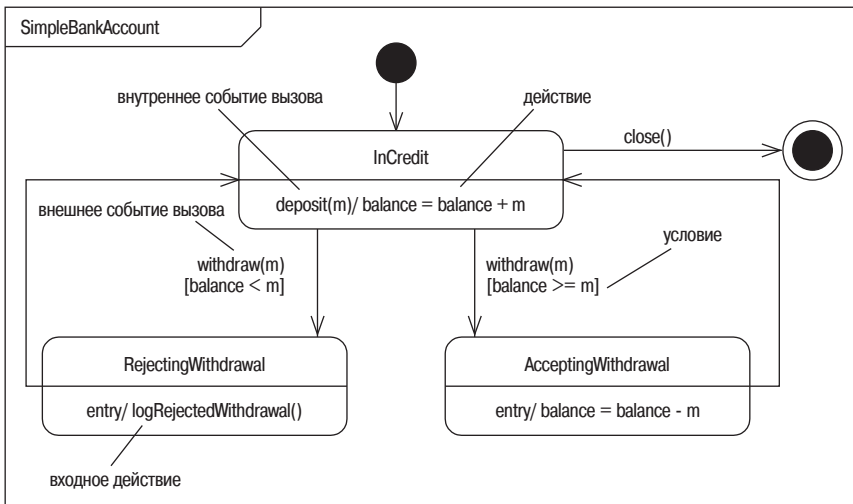 SimpleBankAccount
внутреннее событие вызова
действие
close()
InCredit
deposit(m)/ balance = balance + m
внешнее событие вызова
условие
withdraw(m)
[balance < m]
withdraw(m)
[balance >= m]
RejectingWithdrawal
AcceptingWithdrawal
entry/ logRejectedWithdrawal()
entry/ balance = balance - m
входное действие